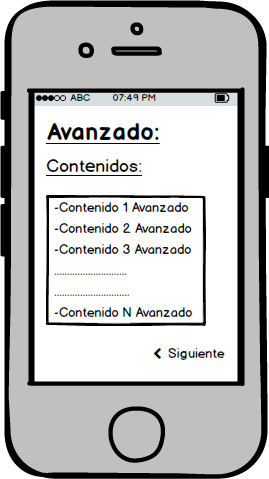 ABC 07:49 PM
Avanzado:
Contenidos:
-Contenido 1 Avanzado
-Contenido 2 Avanzado
-Contenido 3 Avanzado
............................
............................
-Contenido N Avanzado
Siguiente